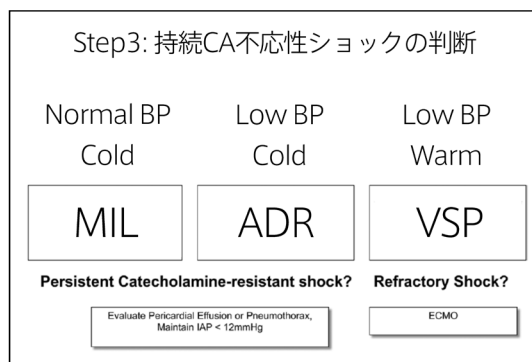 Step3: 持続CA不応性ショックの判断
Normal BP
Cold
Low BP
Cold
Low BP
Warm
MIL
ADR
VSP
Persistent Catecholamine-resistant shock?
Refractory Shock?
Evaluate Pericardial Effusion or Pneumothorax,
Maintain IAP < 12mmHg
ECMO